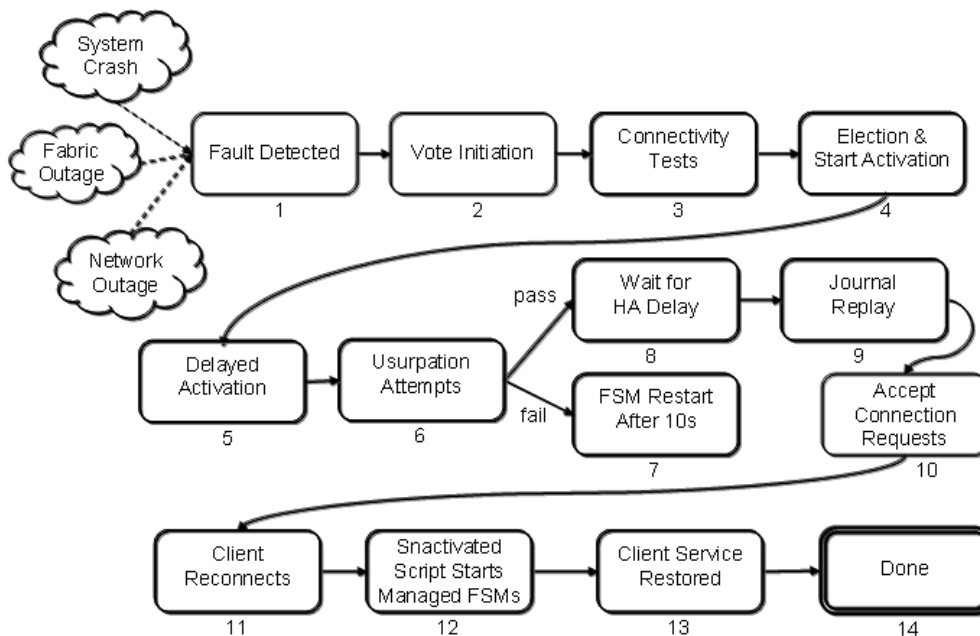 System
Crash
Fabric
Outage
Network
Outage
Fault Detected
1
Vote Initiation
2
Connectivity
Tests
3
Election &
Start Activation
4
Delayed
Activation
5
Usurpation
Attempts
6
pass
fail
Wait for
HA Delay
8
Journal
Replay
9
FSM Restart
After 10s
7
Accept
Connection
Requests
10
Client
Reconnects
11
Snactivated
Script Starts
Managed FSMs
12
Client Service
Restored
13
Done
14